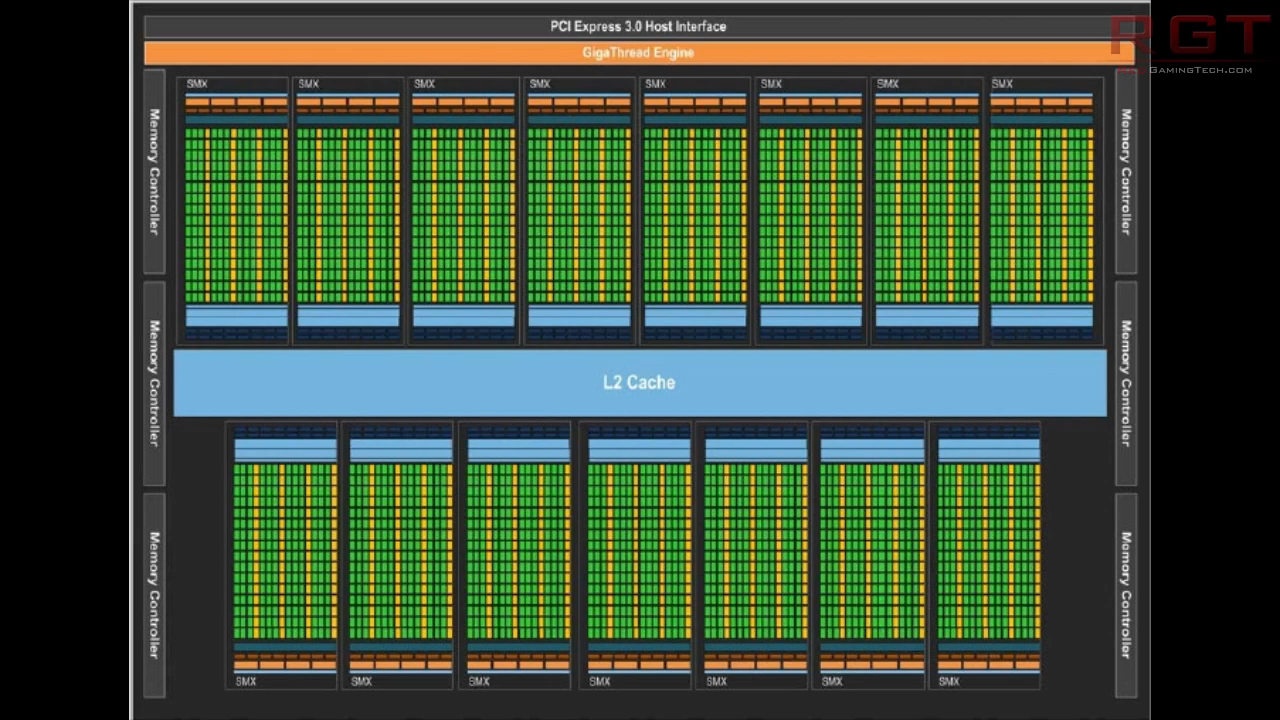 PCI Express 3.0 Host Interface
RGT
GigaThread Engine
GamingTech.com
SMX SMX SMX SMX SMX SMX SMX SMX
Memory Controller
Memory Controller
Memory Controller
Memory Controller
L2 Cache
Memory Controller
Memory Controller
SMX SMX SMX SMX SMX SMX SMX